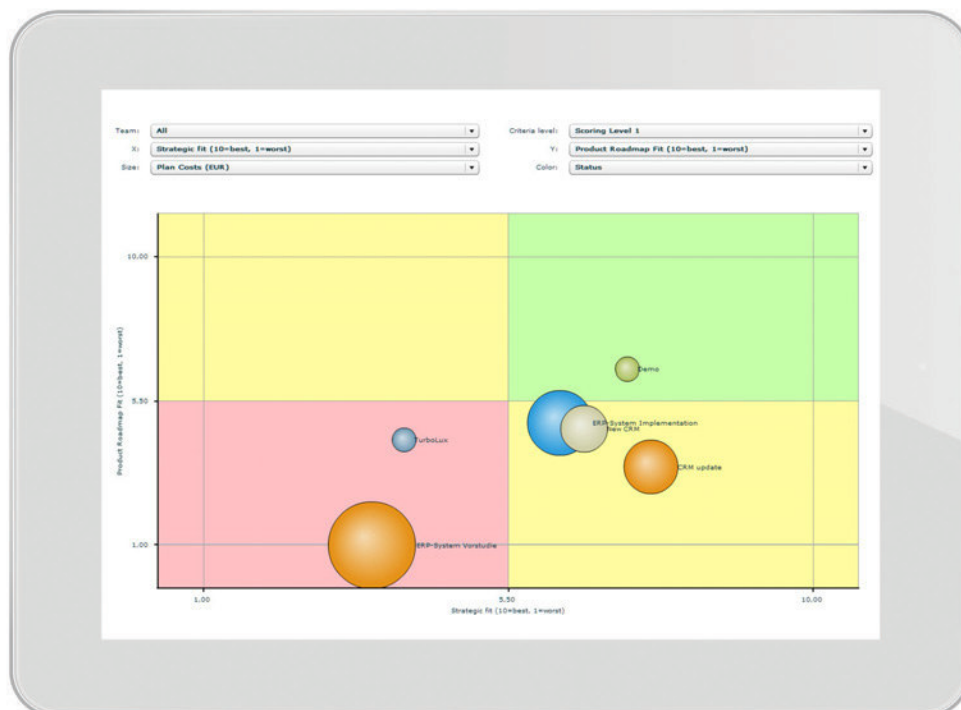 Team: All
Criteria level: Scoring Level 1
X: Strategic fit (10=best, 1=worst)
Y: Product Roadmap Fit (10=best, 1=worst)
Size: Plan Costs (EUR)
Color: Status
Product Roadmap Fit (10=best, 1=worst)
10.00
Demo
5.50
ERP-System Implementation
New CRM
TurboLux
CRM update
1.00
ERP-System Vorstudie
1.00
5.50
10.00
Strategic fit (10=best, 1=worst)